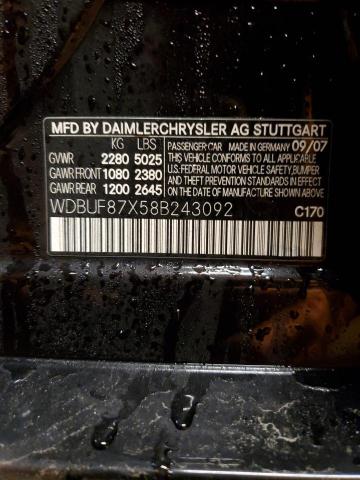 MFD BY DAIMLERCHRYSLER AG STUTTGART
KG LBS
GVWR 2280 5025
GAWR FRONT 1080 2380
GAWR REAR 1200 2645
PASSENGER CAR MADE IN GERMANY 09/07
THIS VEHICLE CONFORMS TO ALL
APPLICABLE U.S. FEDERAL
MOTOR VEHICLE SAFETY, BUMPER
AND THEFT PREVENTION
STANDARDS IN EFFECT ON THE DATE
OF MANUFACTURE SHOWN ABOVE
WDBUF87X58B243092
C170